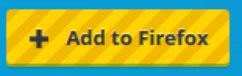 + Add to Firefox